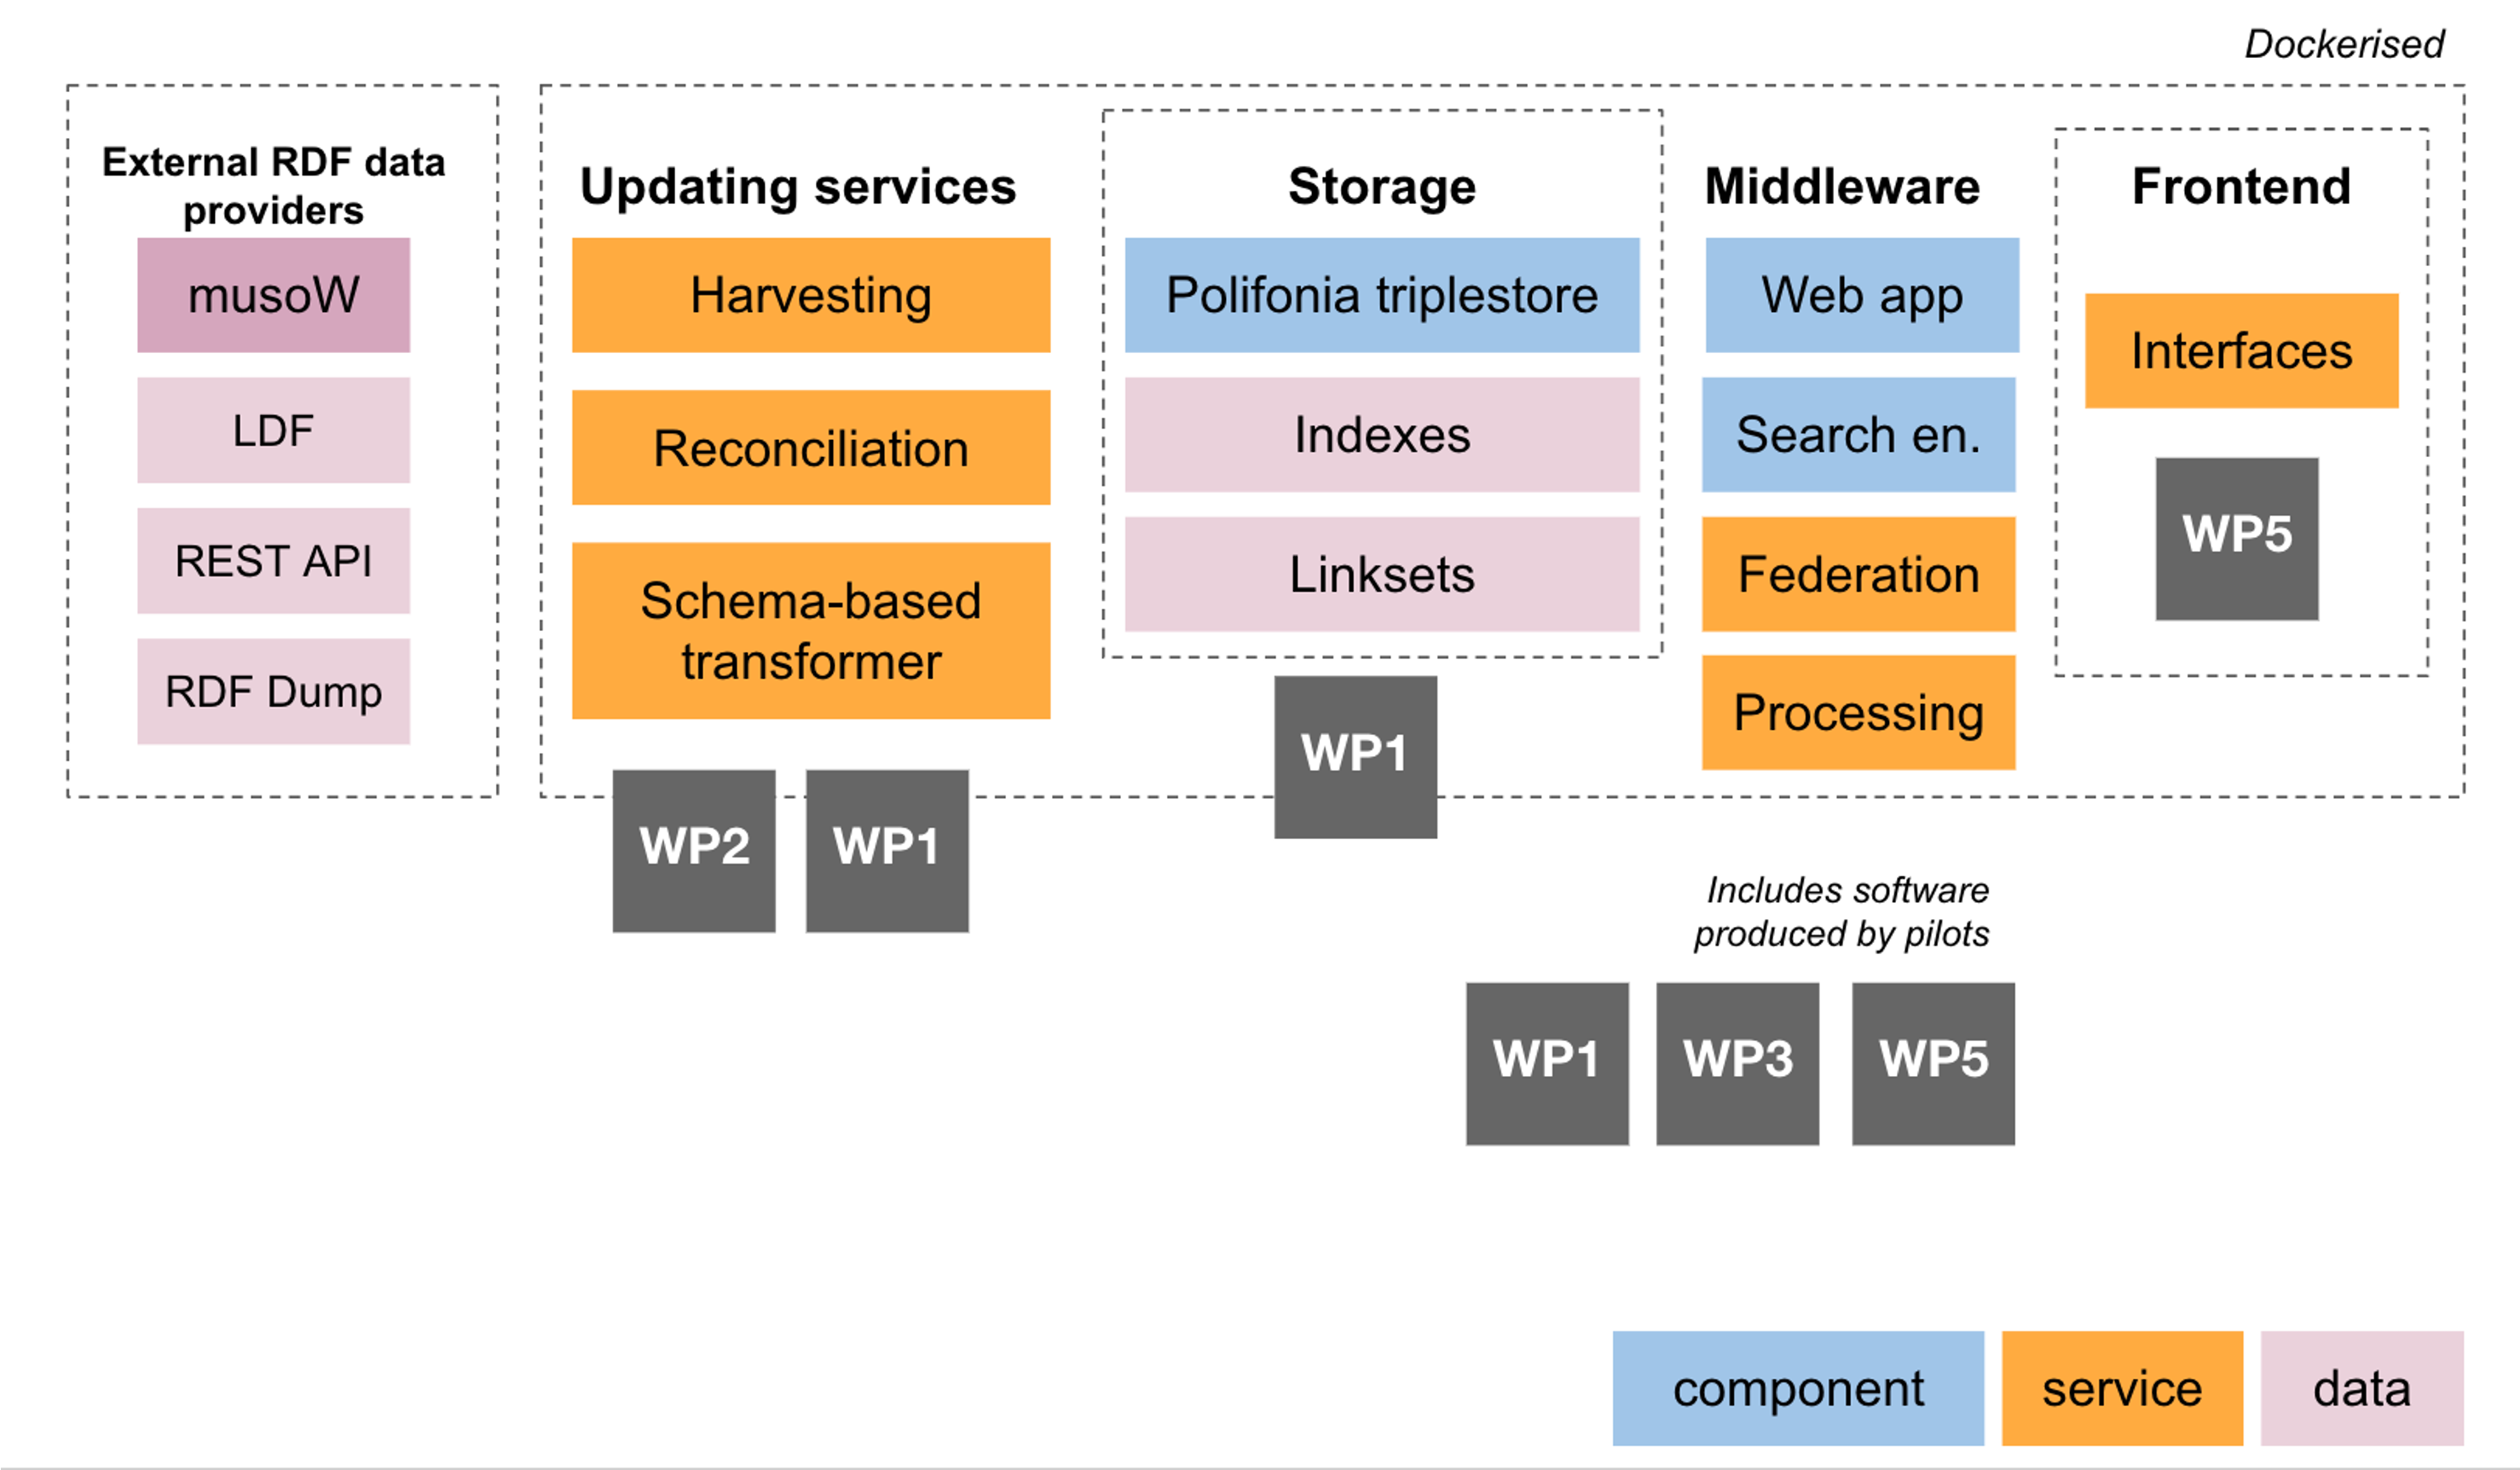 Dockerised
External RDF data
providers
musoW
LDF
REST API
RDF Dump
Updating services
Harvesting
Reconciliation
Schema-based
transformer
WP2
WP1
Storage
Polifonia triplestore
Indexes
Linksets
WP1
Middleware
Web app
Search en.
Federation
Processing
Includes software
produced by pilots
WP1
WP3
WP5
Frontend
Interfaces
WP5
component
service
data